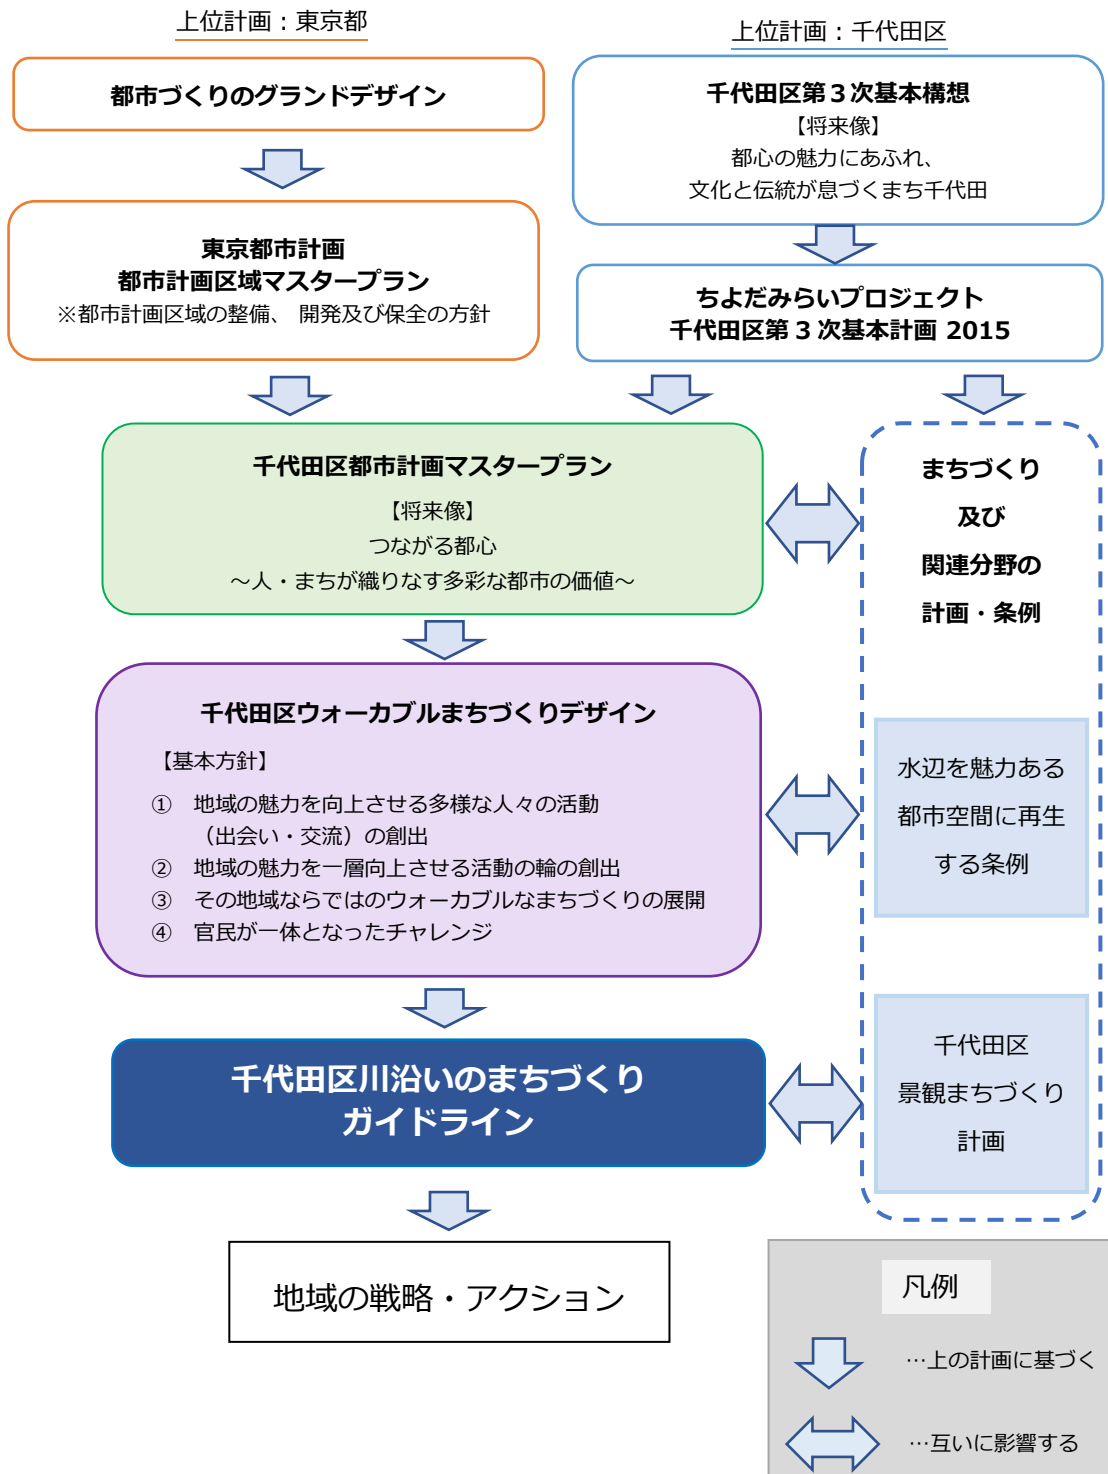 上位計画：東京都
都市づくりのグランドデザイン
東京都市計画
都市計画区域マスタープラン
※都市計画区域の整備、 開発及び保全の方針
上位計画：千代田区
千代田区第３次基本構想
【将来像】
都心の魅力にあふれ、
文化と伝統が息づくまち千代田
ちよだみらいプロジェクト
千代田区第３次基本計画 2015
千代田区都市計画マスタープラン
【将来像】
つながる都心
～人・まちが織りなす多彩な都市の価値～
千代田区ウォーカブルまちづくりデザイン
【基本方針】
① 地域の魅力を向上させる多様な人々の活動
（出会い・交流）の創出
② 地域の魅力を一層向上させる活動の輪の創出
③ その地域ならではのウォーカブルなまちづくりの展開
④ 官民が一体となったチャレンジ
千代田区川沿いのまちづくり
ガイドライン
地域の戦略・アクション
まちづくり
及び
関連分野の
計画・条例
水辺を魅力ある
都市空間に再生
する条例
千代田区
景観まちづくり
計画
凡例
…上の計画に基づく
…互いに影響する